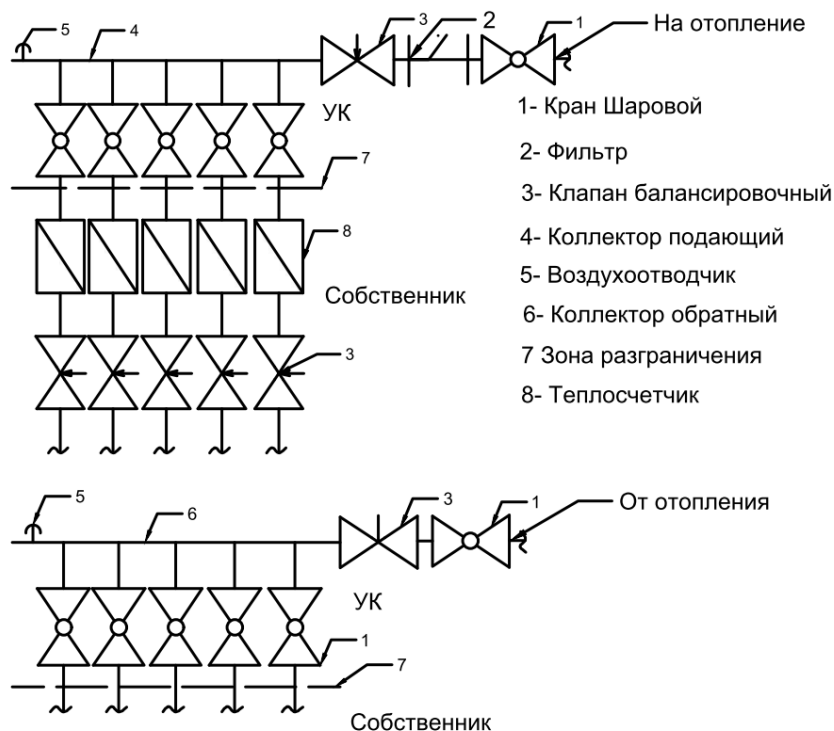 5
4
3
2
1
На отопление
УК
1- Кран Шаровой
7
2- Фильтр
3- Клапан балансировочный
8
4- Коллектор подающий
Собственник
5- Воздухоотводчик
6- Коллектор обратный
3
7 Зона разграничения
8- Теплосчетчик
5
6
3
1
От отопления
УК
1
7
Собственник